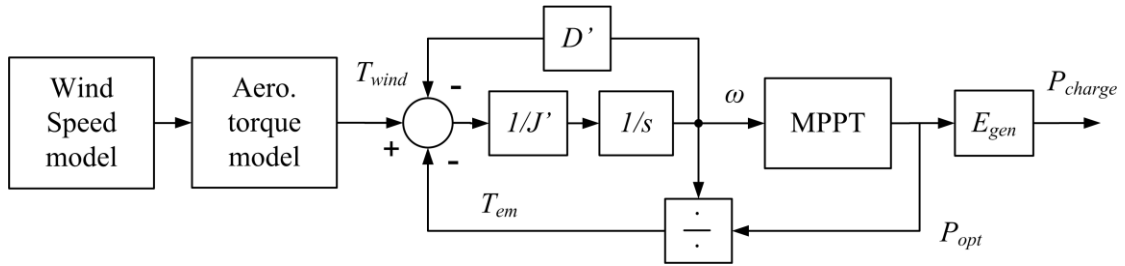 Wind
Speed
model
Aero.
torque
model
T_wind
-
+
-
D’
1/J’
1/s
ω
MPPT
E_gen
P_charge
T_em
÷
P_opt